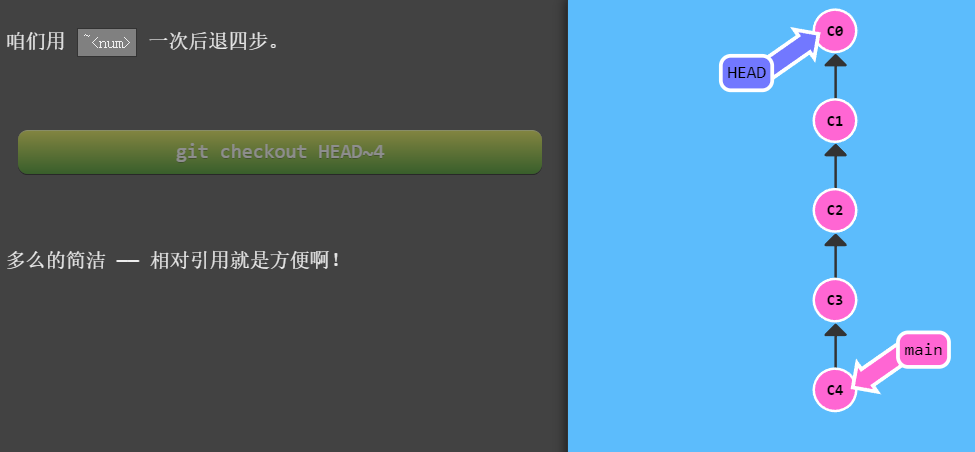 咱们用 ~<num> 一次后退四步。
git checkout HEAD~4
多么的简洁 —— 相对引用就是方便啊！
C0
HEAD
C1
C2
C3
main
C4